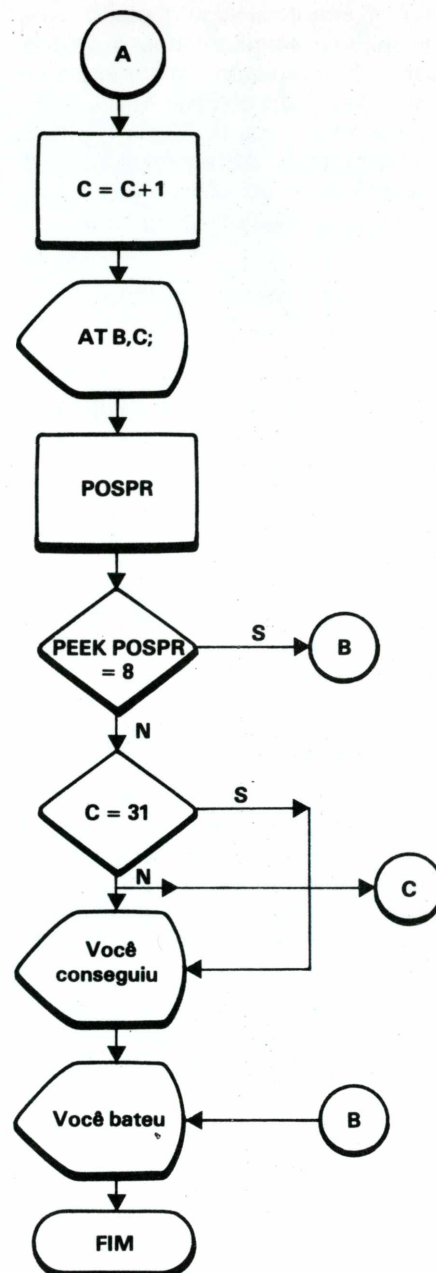 A
C = C+1
AT B,C;
POSPR
PEEK POSPR
= 8
S
B
N
C = 31
S
N
C
Você
conseguiu
Você bateu
B
FIM